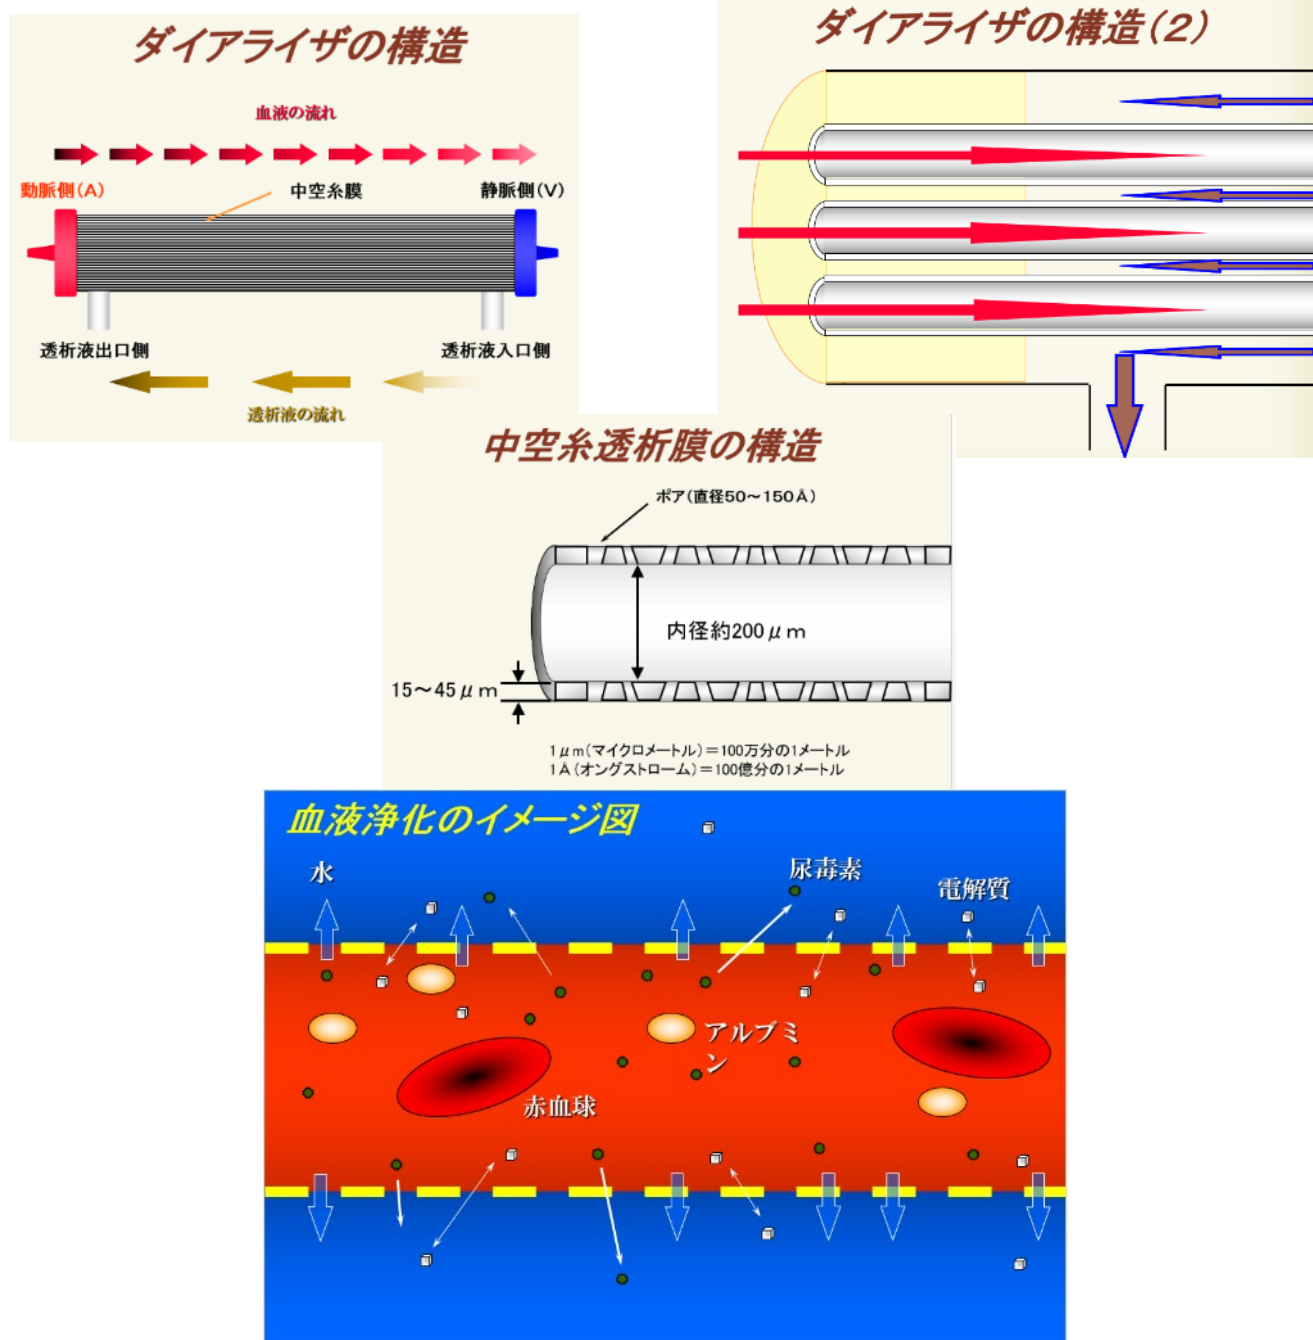 ダイアライザの構造
血液の流れ
動脈側(A)
中空糸膜
静脈側(V)
透析液出口側
透析液入口側
透析液の流れ
ダイアライザの構造(2)
中空糸透析膜の構造
ポア(直径50～150Å)
内径約200μm
15～45μm
1μm(マイクロメートル)＝100万分の1メートル
1Å(オングストローム)＝100億分の1メートル
血液浄化のイメージ図
水
尿毒素
電解質
アルブミ
ン
赤血球